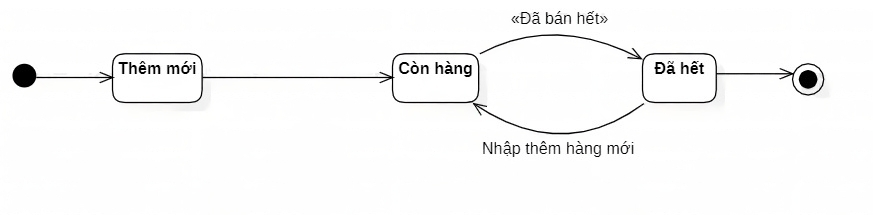 «Đã bán hết»
Thêm mới
Còn hàng
Đã hết
Nhập thêm hàng mới